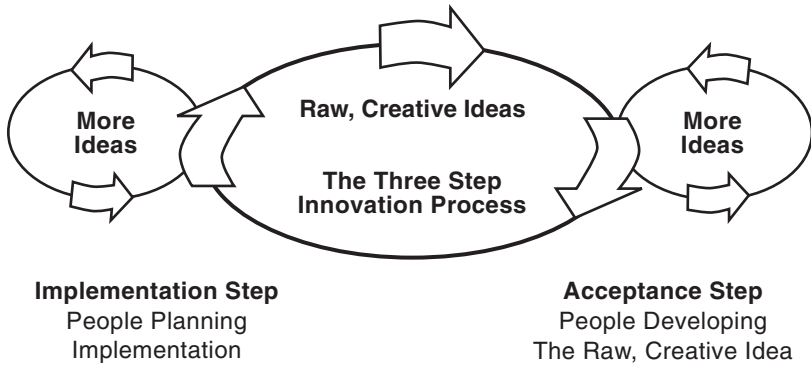 More
Ideas
Raw, Creative Ideas
The Three Step
Innovation Process
More
Ideas
Implementation Step
People Planning
Implementation
Acceptance Step
People Developing
The Raw, Creative Idea